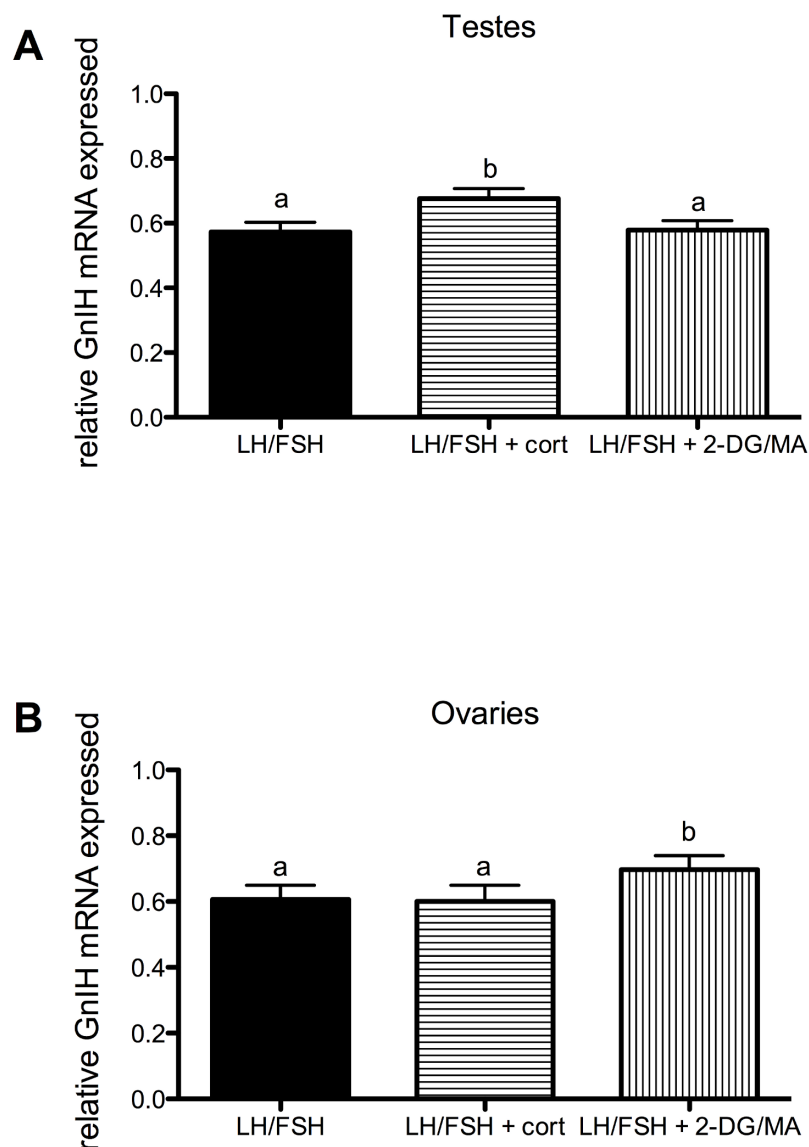 Testes
A
relative GnIH mRNA expressed
1.0
0.8
0.6
0.4
0.2
0.0
a
b
a
LH/FSH
LH/FSH + cort
LH/FSH + 2-DG/MA
Ovaries
B
relative GnIH mRNA expressed
1.0
0.8
0.6
0.4
0.2
0.0
a
a
b
LH/FSH
LH/FSH + cort
LH/FSH + 2-DG/MA